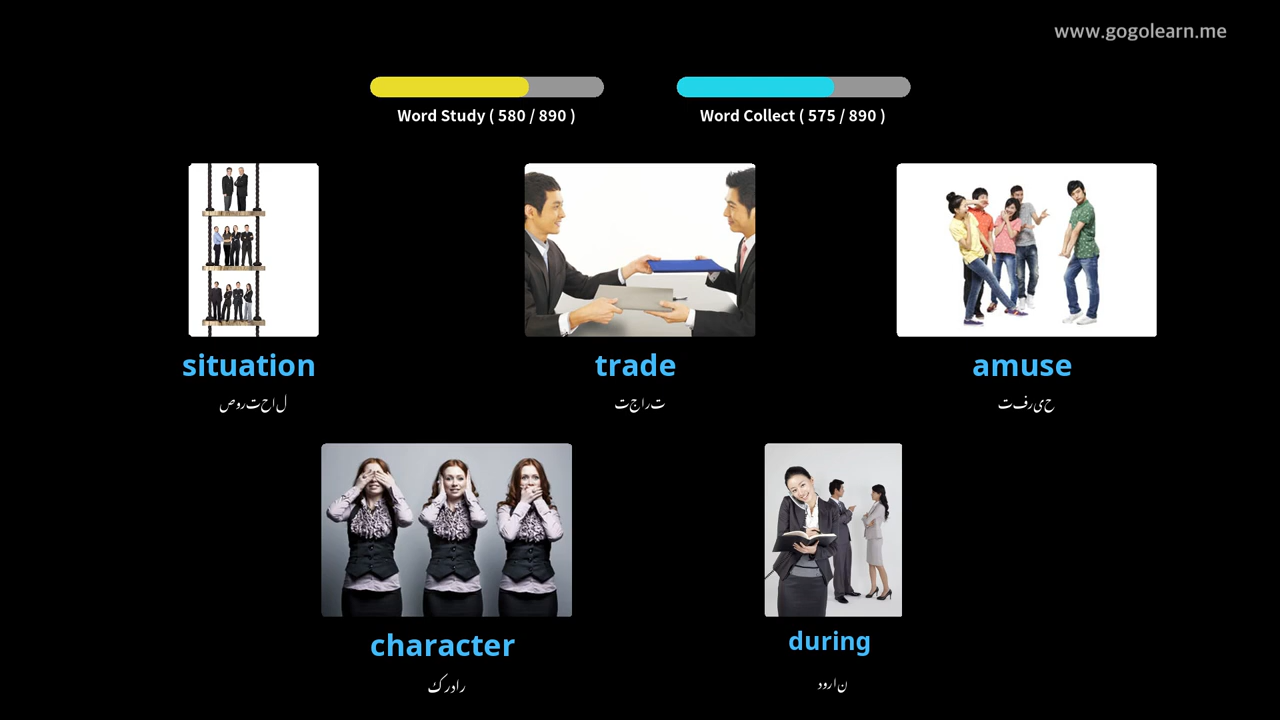 www.gogolearn.me
Word Study ( 580 / 890 )
Word Collect ( 575 / 890 )
situation
صورتحال
trade
تجارت
amuse
تفریح
character
کردار
during
دوران